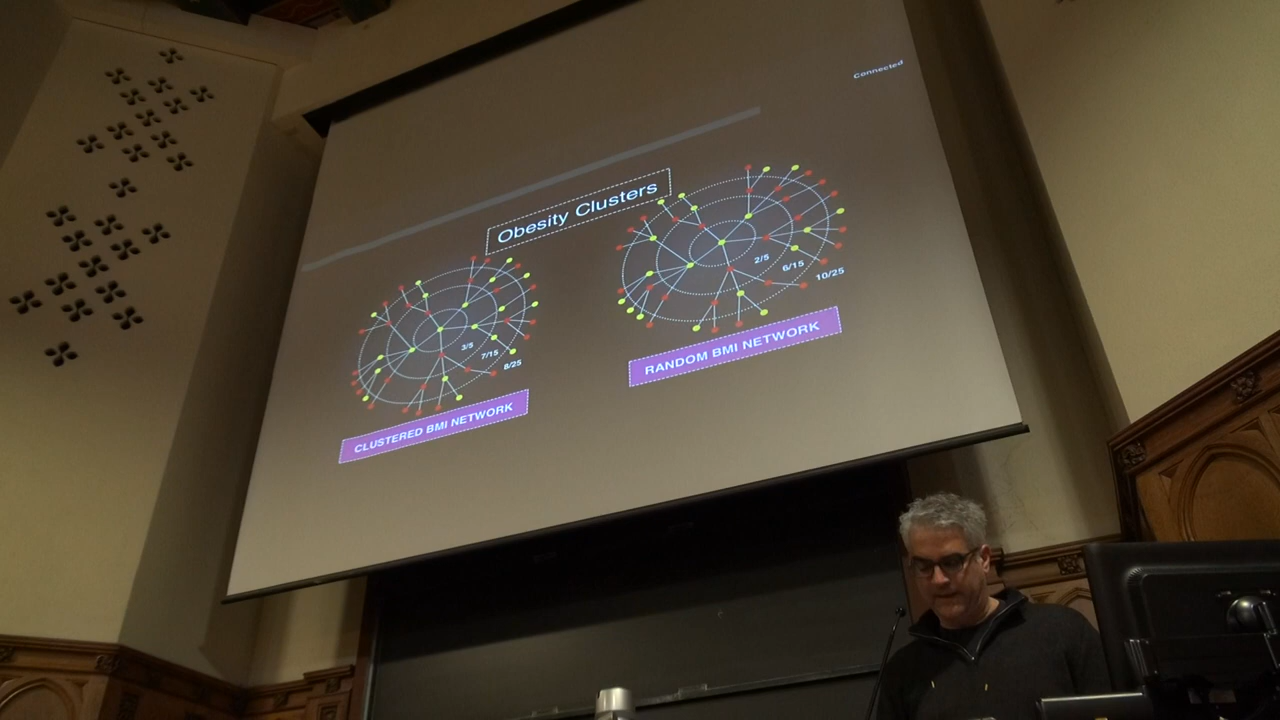 Connected
Obesity Clusters
3/5
7/15
8/25
CLUSTERED BMI NETWORK
2/5
6/15
10/25
RANDOM BMI NETWORK